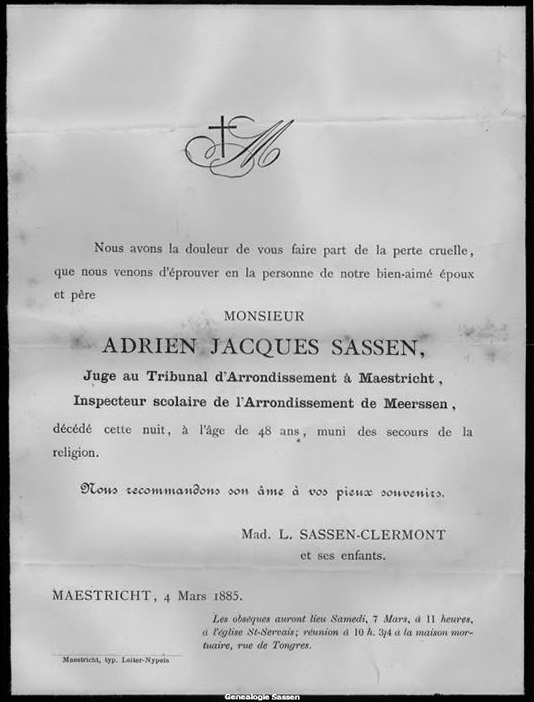 M
Nous avons la douleur de vous faire part de la perte cruelle,
que nous venons d'éprouver en la personne de notre bien-aimé époux
et père
MONSIEUR
ADRIEN JACQUES SASSEN,
Juge au Tribunal d'Arrondissement à Maestricht,
Inspecteur scolaire de l'Arrondissement de Meerssen,
décédé cette nuit, à l'âge de 48 ans, muni des secours de la
religion.
Nous recommandons son âme à vos pieux souvenirs.
Mad. L. SASSEN-CLERMONT
et ses enfants.
MAESTRICHT, 4 Mars 1885.
Les obsèques auront lieu Samedi, 7 Mars, à 11 heures,
à l'église St-Servais; réunion à 10 h. 3/4 à la maison mor-
tuaire, rue de Tongres.
Maestricht, typ. Leiter-Nypels
Genealogie Sassen